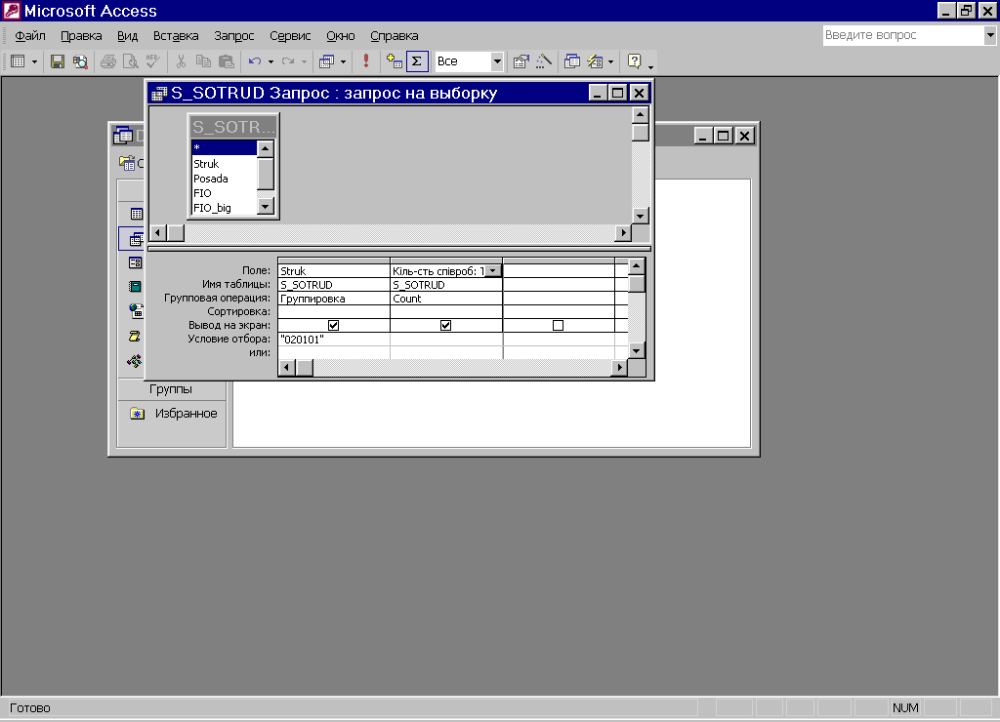 Microsoft Access
Файл Правка Вид Вставка Запрос Сервис Окно Справка
Введите вопрос
Все
S_SOTRUD Запрос : запрос на выборку
S_SOTR...
*
Struk
Posada
FIO
FIO_big
Поле: Struk Кіль-сть співроб:
Имя таблицы: S_SOTRUD S_SOTRUD
Групповая операция: Группировка Count
Сортировка:
Вывод на экран:
Условие отбора: "020101"
или:
Группы
Избранное
Готово
NUM